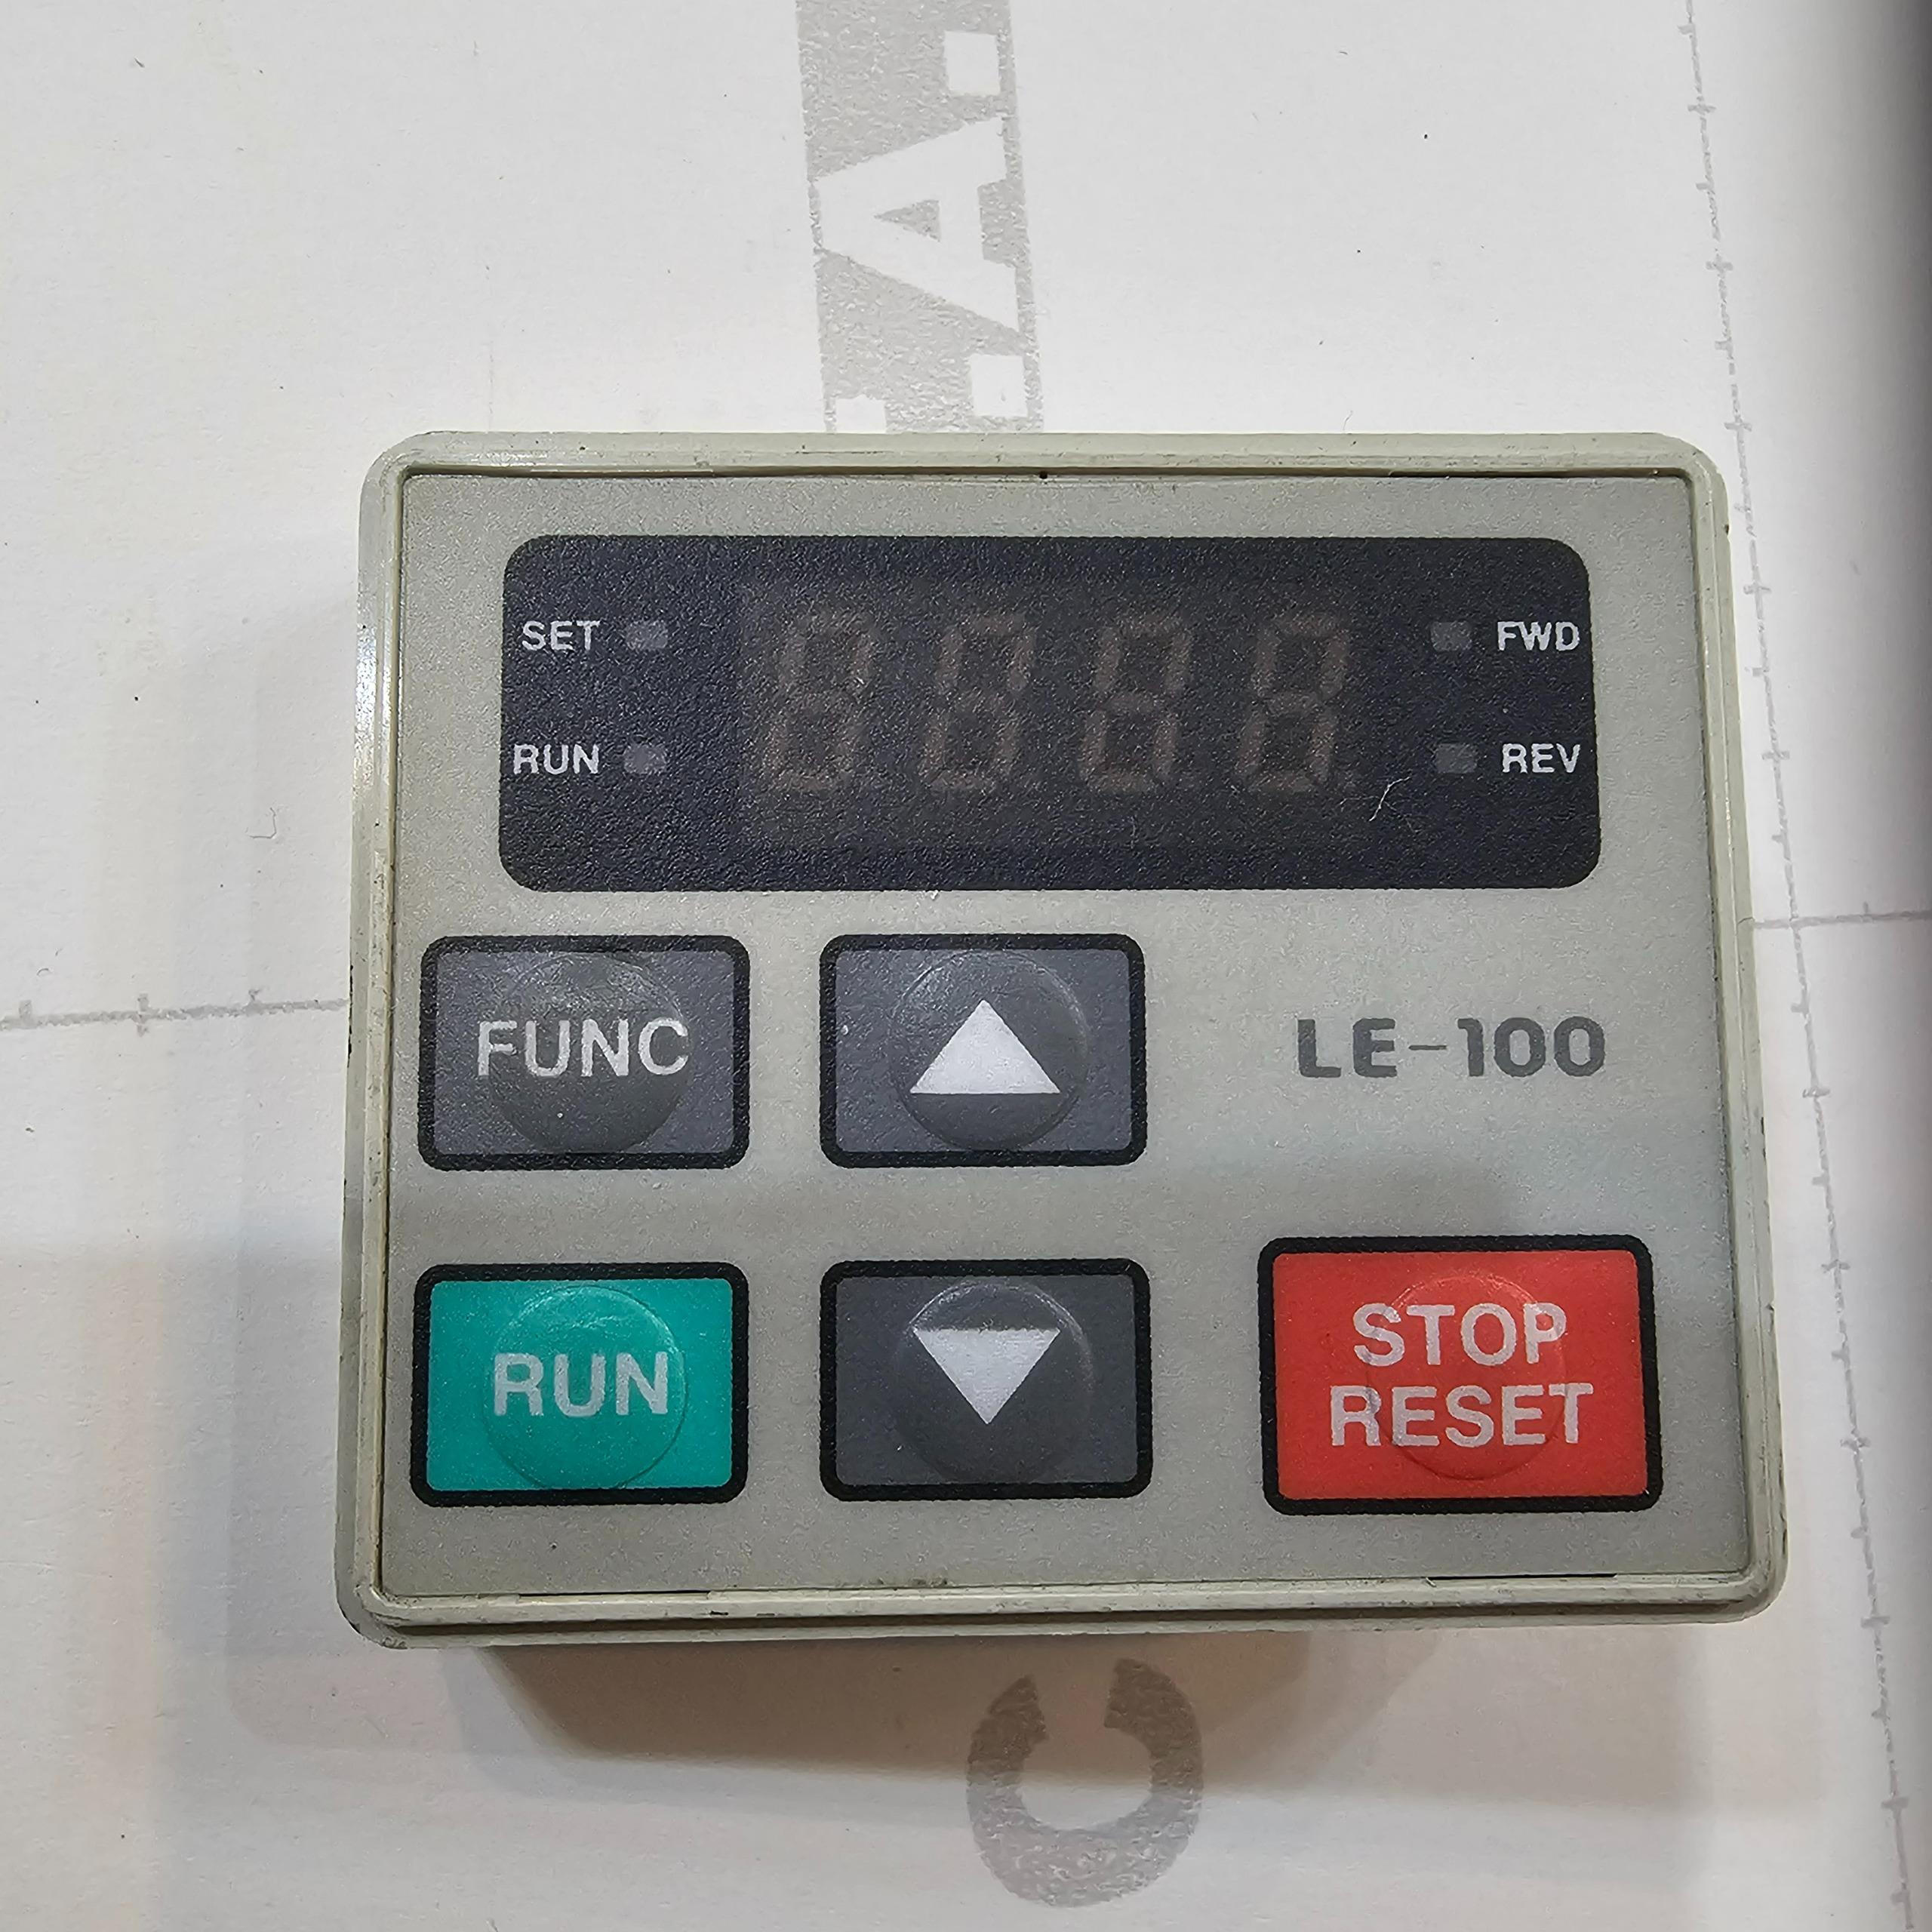 .A.
SET
FWD
RUN
REV
FUNC
▲
LE-100
RUN
▼
STOP
RESET